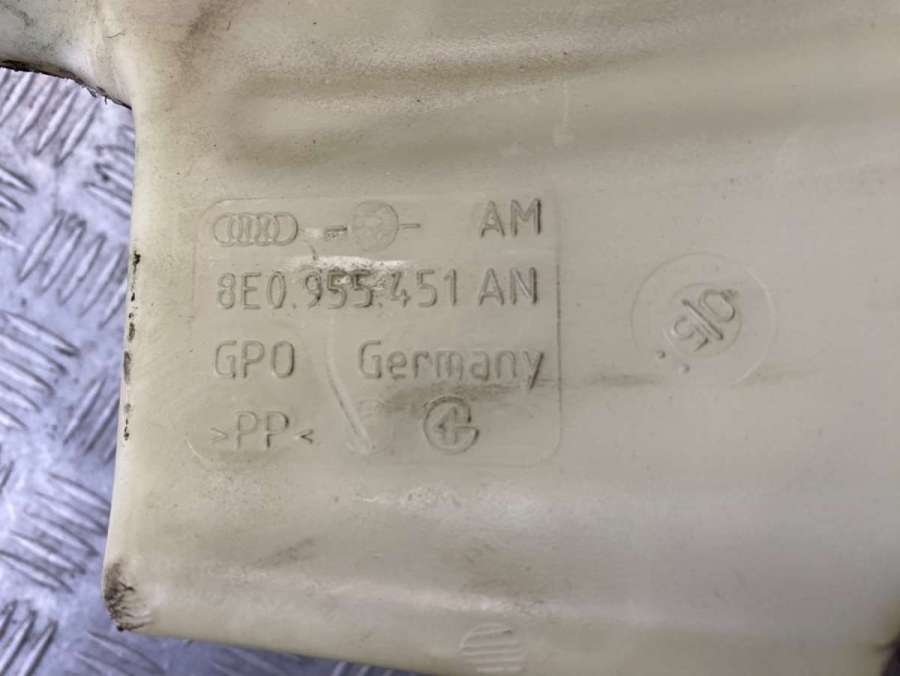 AM
8E0.955.451 AN
GPO Germany
>PP<